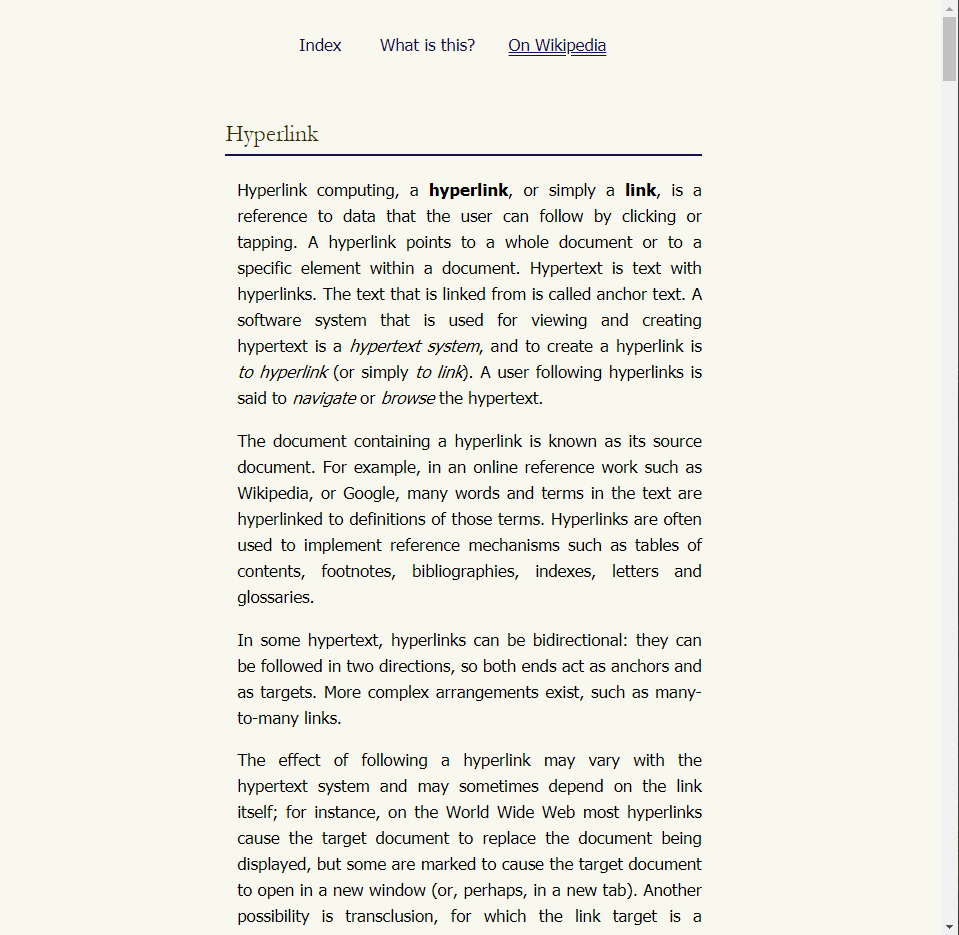 Index What is this? On Wikipedia
Hyperlink
Hyperlink computing, a hyperlink, or simply a link, is a
reference to data that the user can follow by clicking or
tapping. A hyperlink points to a whole document or to a
specific element within a document. Hypertext is text with
hyperlinks. The text that is linked from is called anchor text. A
software system that is used for viewing and creating
hypertext is a hypertext system, and to create a hyperlink is
to hyperlink (or simply to link). A user following hyperlinks is
said to navigate or browse the hypertext.
The document containing a hyperlink is known as its source
document. For example, in an online reference work such as
Wikipedia, or Google, many words and terms in the text are
hyperlinked to definitions of those terms. Hyperlinks are often
used to implement reference mechanisms such as tables of
contents, footnotes, bibliographies, indexes, letters and
glossaries.
In some hypertext, hyperlinks can be bidirectional: they can
be followed in two directions, so both ends act as anchors and
as targets. More complex arrangements exist, such as many-
to-many links.
The effect of following a hyperlink may vary with the
hypertext system and may sometimes depend on the link
itself; for instance, on the World Wide Web most hyperlinks
cause the target document to replace the document being
displayed, but some are marked to cause the target document
to open in a new window (or, perhaps, in a new tab). Another
possibility is transclusion, for which the link target is a